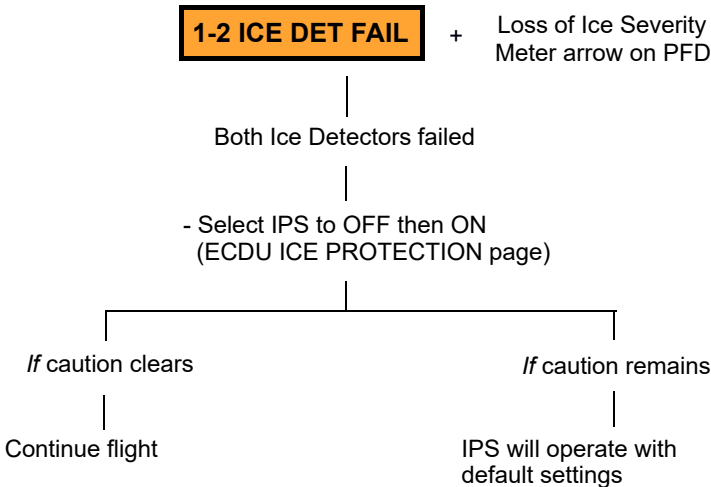 1-2 ICE DET FAIL + Loss of Ice Severity
Meter arrow on PFD
Both Ice Detectors failed
- Select IPS to OFF then ON
(ECDU ICE PROTECTION page)
If caution clears
If caution remains
Continue flight
IPS will operate with
default settings